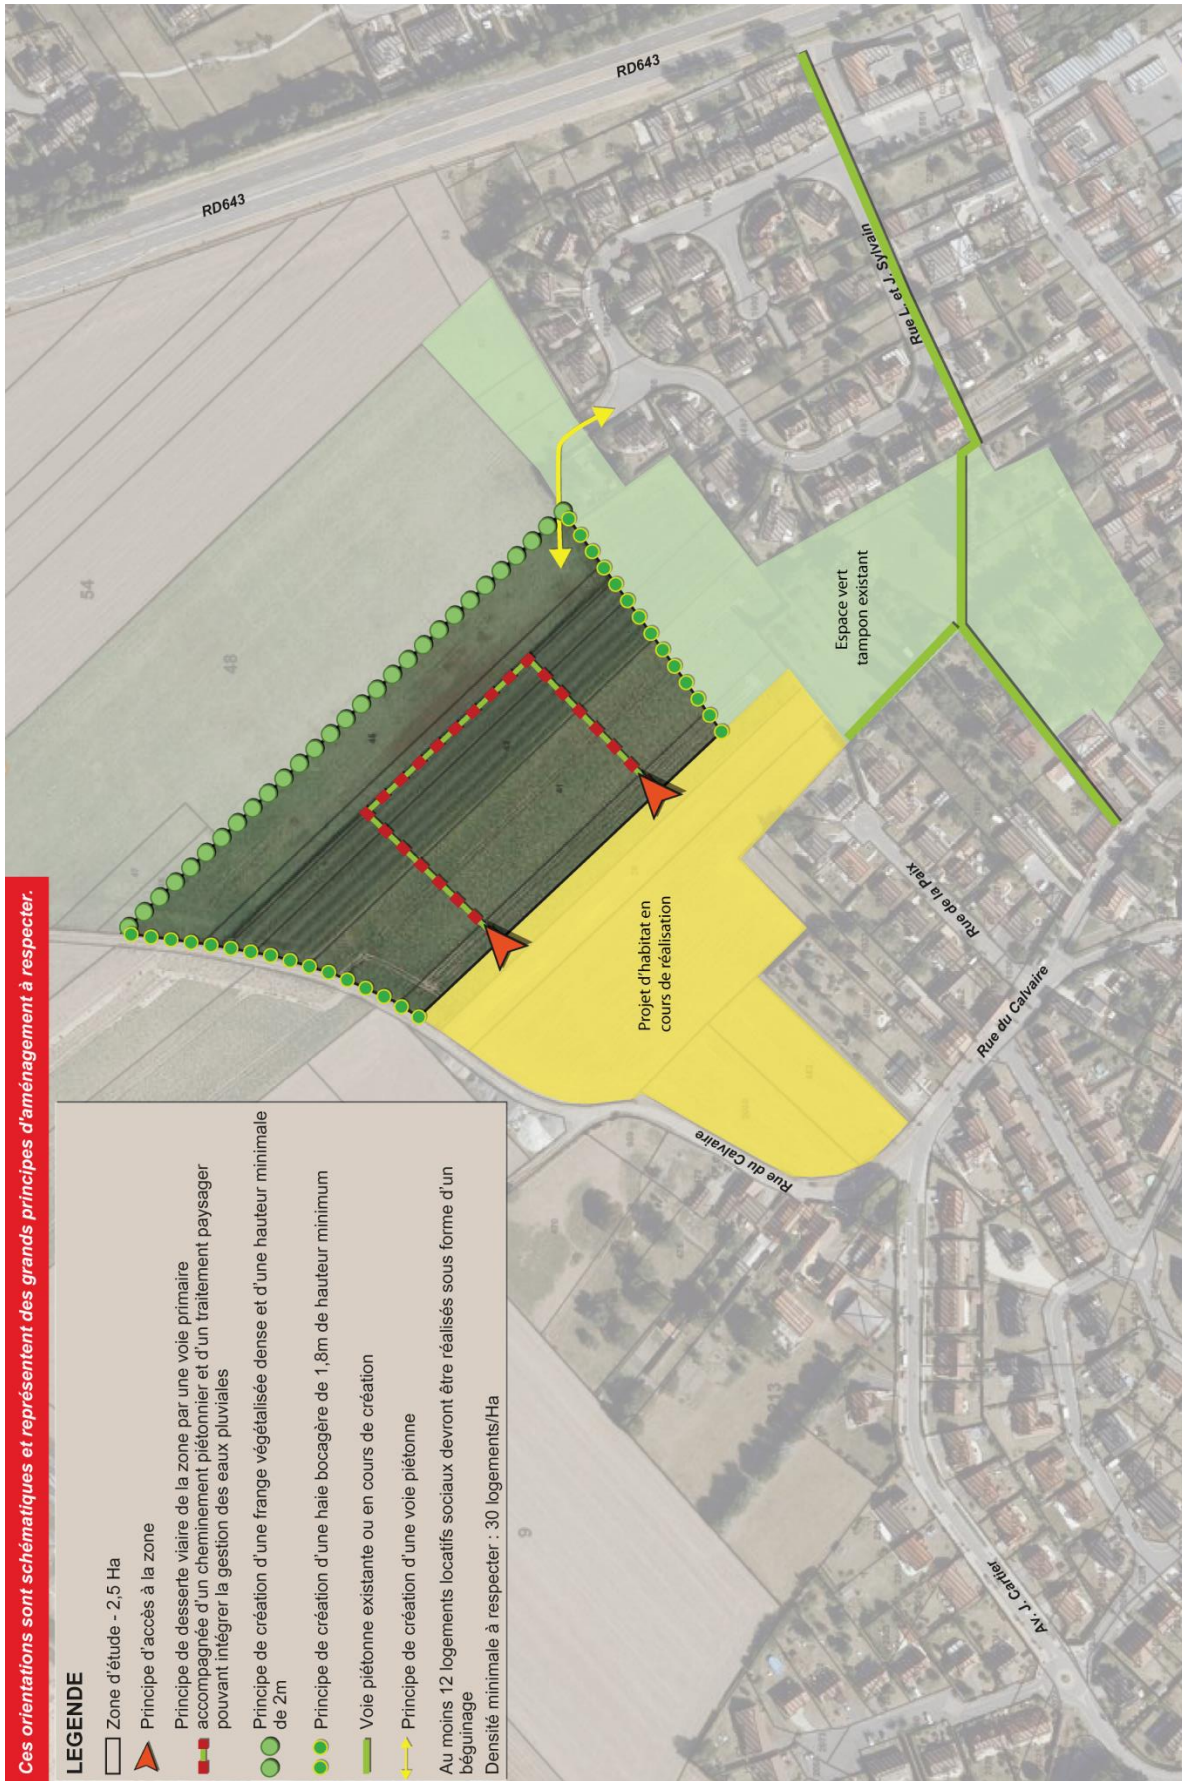 Ces orientations sont schématiques et représentent des grands principes d'aménagement à respecter.
LEGENDE
Zone d'étude - 2,5 Ha
Principe d'accès à la zone
Principe de desserte viaire de la zone par une voie primaire
accompagnée d'un cheminement piétonnier et d'un traitement paysager
pouvant intégrer la gestion des eaux pluviales
Principe de création d'une frange végétalisée dense et d'une hauteur minimale
de 2m
Principe de création d'une haie bocagère de 1,8m de hauteur minimum
Voie piétonne existante ou en cours de création
Principe de création d'une voie piétonne
Au moins 12 logements locatifs sociaux devront être réalisés sous forme d'un
béguinage
Densité minimale à respecter : 30 logements/Ha
RD643
RD643
54
48
Rue L. et J. Sylvain
Espace vert
tampon existant
Projet d'habitat en
cours de réalisation
Rue de la Paix
Rue du Calvaire
Rue du Calvaire
Av. J. Cartier
9
13